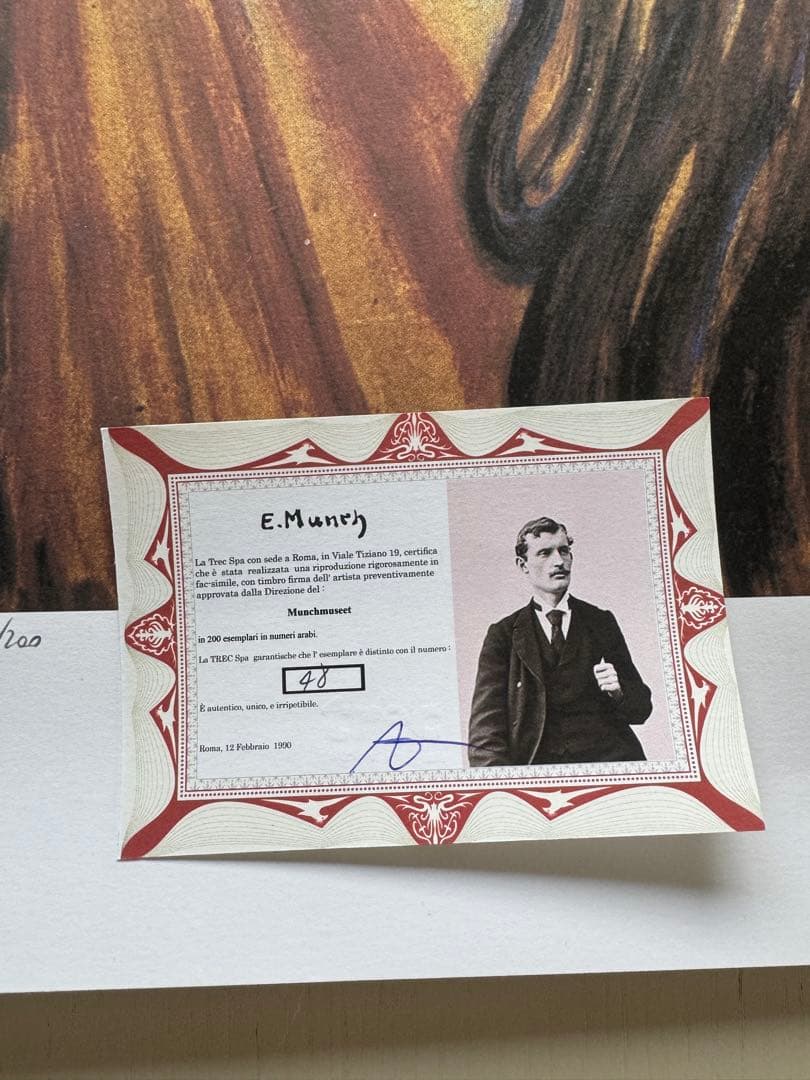 E. Munch
La Trec Spa con sede a Roma, in Viale Tiziano 19, certifica
che è stata realizzata una riproduzione rigorosamente in
fac-simile, con timbro firma dell' artista preventivamente
approvata dalla Direzione del :
Munchmuseet
/200
in 200 esemplari in numeri arabi.
La TREC Spa garantische che l' esemplare è distinto con il numero :
48
È autentico, unico, e irripetibile.
Roma, 12 Febbraio 1990